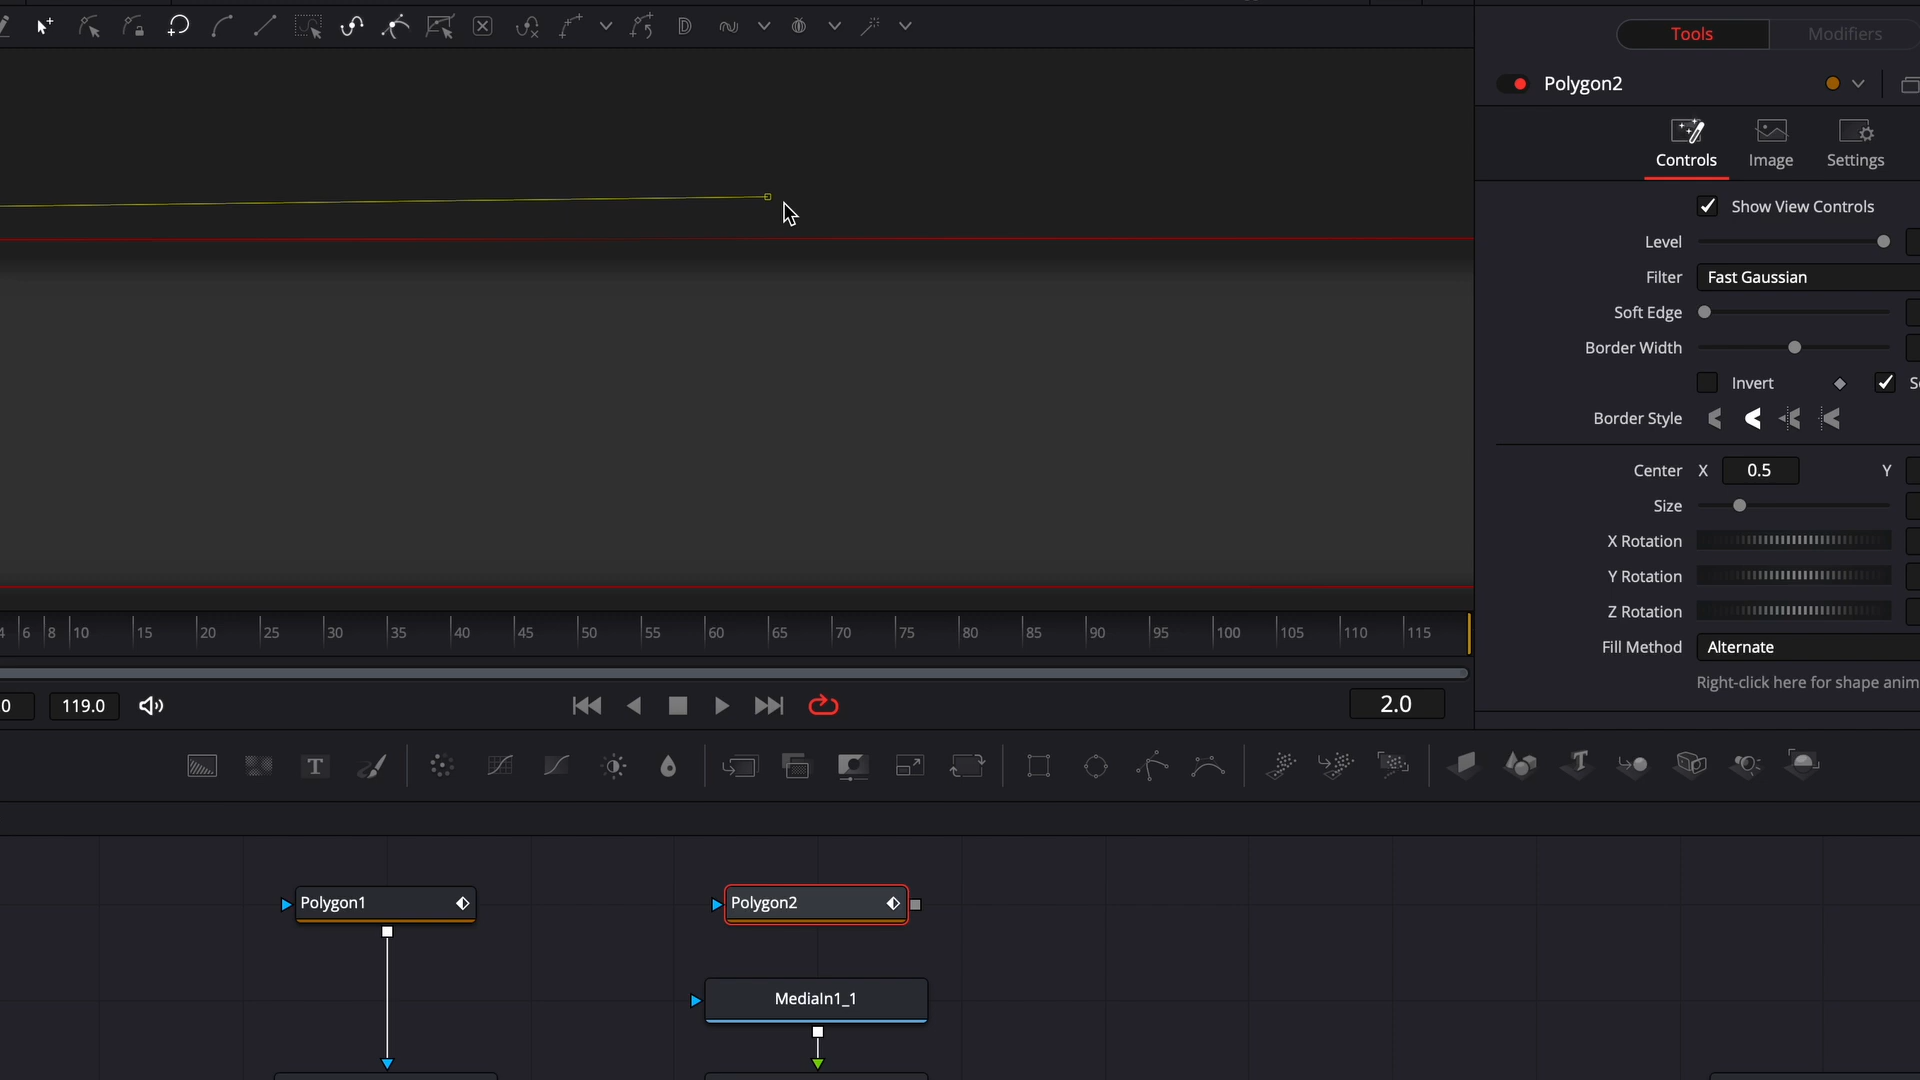 Tools Modifiers
Polygon2
Controls Image Settings
Show View Controls
Level
Filter Fast Gaussian
Soft Edge
Border Width
Invert
Border Style
Center X 0.5 Y
Size
X Rotation
Y Rotation
Z Rotation
Fill Method Alternate
Right-click here for shape anim
4 6 8 10 15 20 25 30 35 40 45 50 55 60 65 70 75 80 85 90 95 100 105 110 115
0 119.0 2.0
T
Polygon1 Polygon2
MediaIn1_1